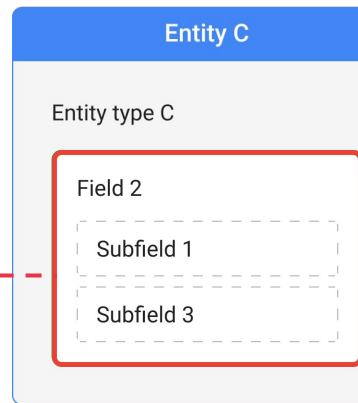 Entity C
Entity type C
Field 2
Subfield 1
Subfield 3